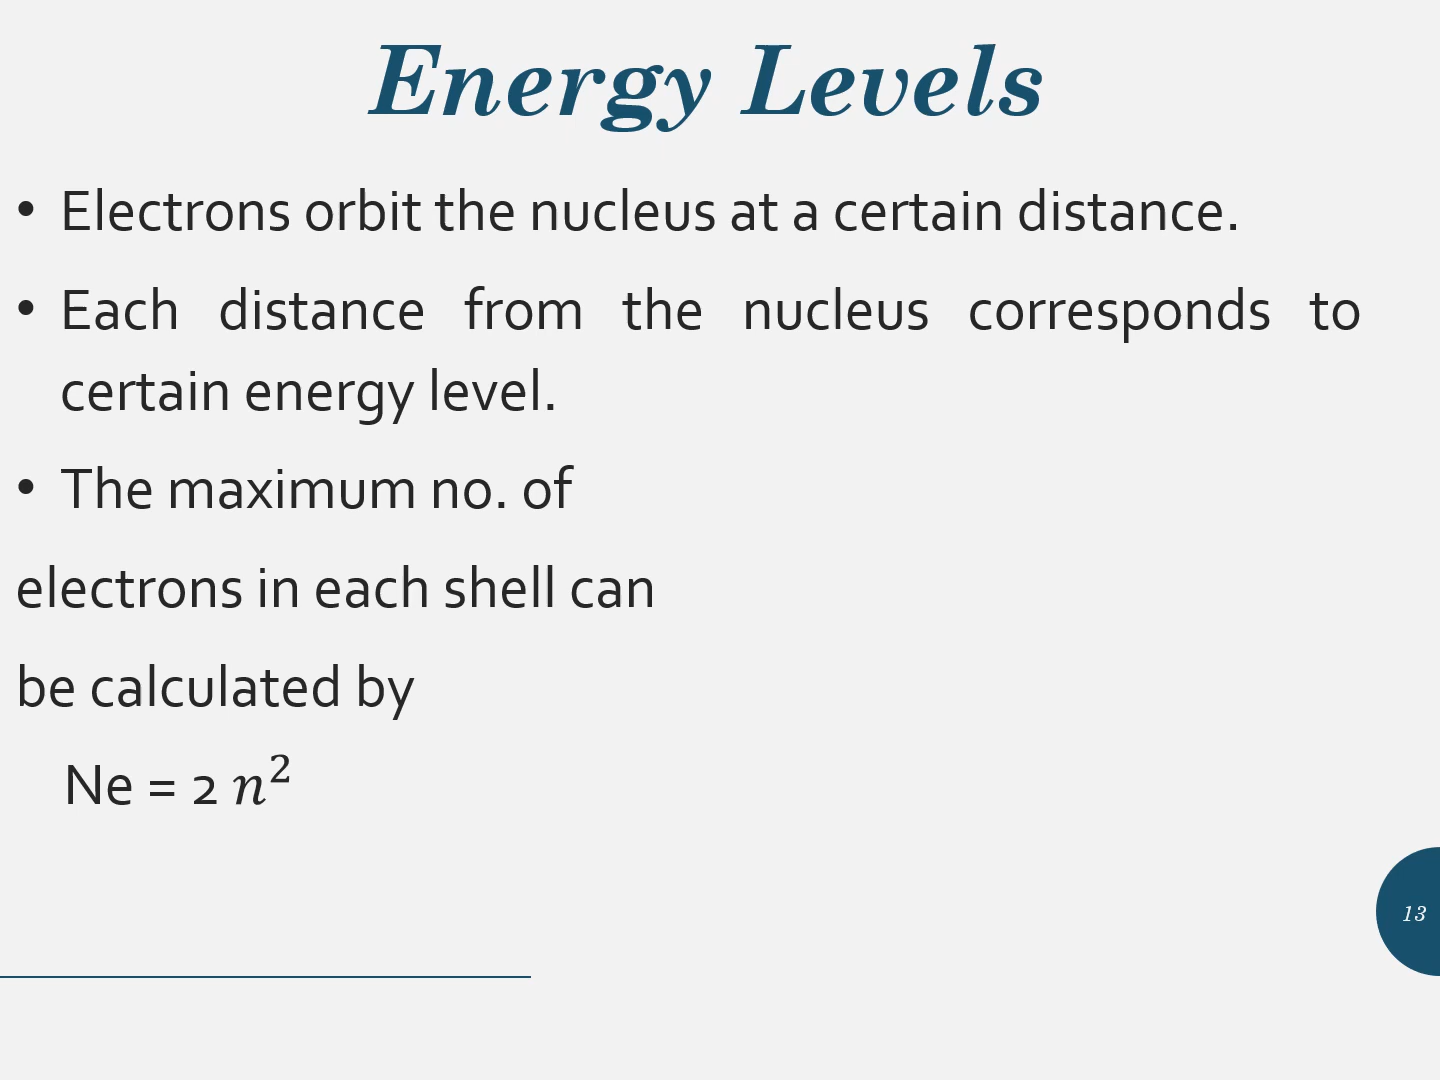 Energy Levels
• Electrons orbit the nucleus at a certain distance.
• Each distance from the nucleus corresponds to
certain energy level.
• The maximum no. of
electrons in each shell can
be calculated by
Ne = 2 n²
13